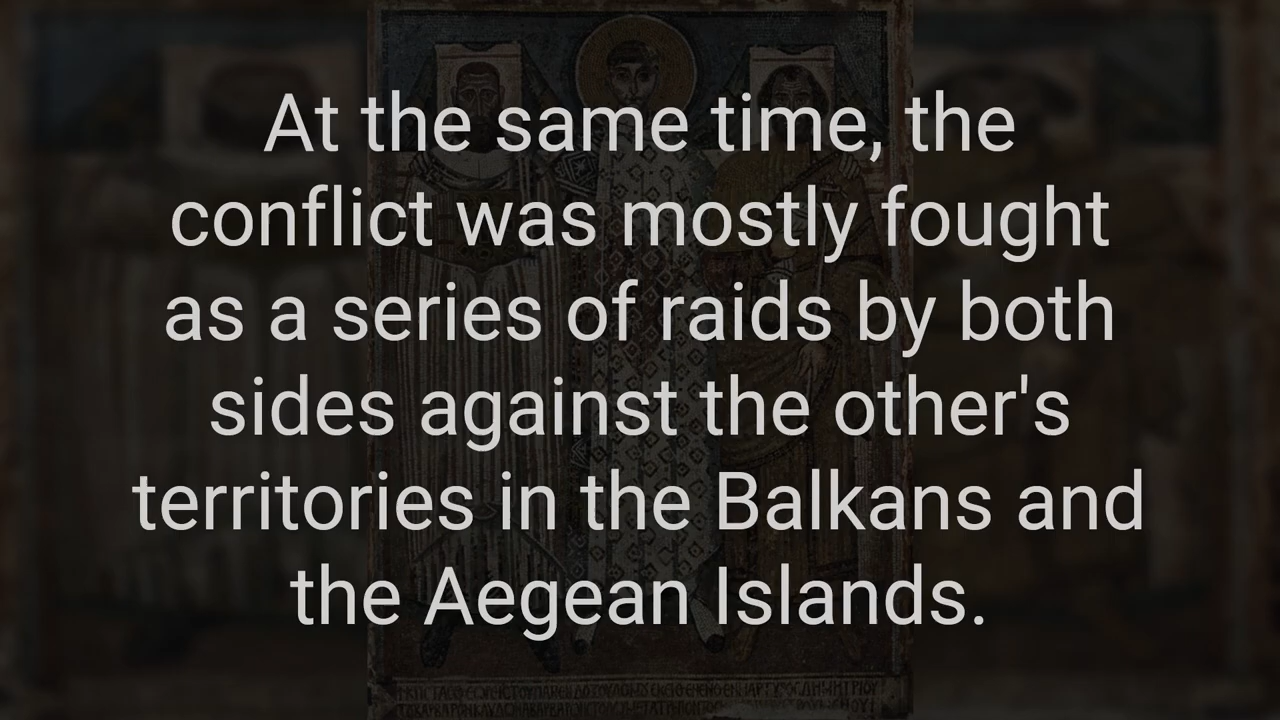 At the same time, the
conflict was mostly fought
as a series of raids by both
sides against the other's
territories in the Balkans and
the Aegean Islands.